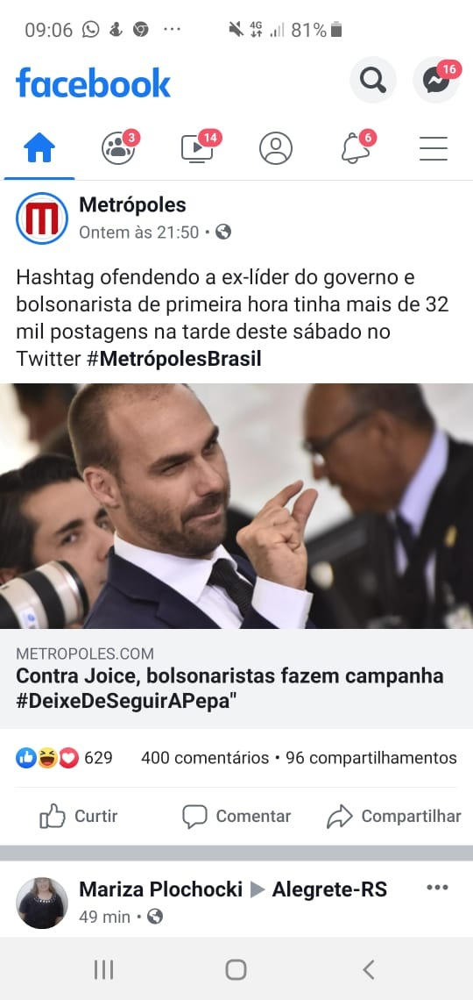 09:06
4G
81%
facebook
16
3
14
6
Metrópoles
Ontem às 21:50 •
Hashtag ofendendo a ex-líder do governo e
bolsonarista de primeira hora tinha mais de 32
mil postagens na tarde deste sábado no
Twitter #MetrópolesBrasil
METROPOLES.COM
Contra Joice, bolsonaristas fazem campanha
#DeixeDeSeguirAPepa"
629 400 comentários • 96 compartilhamentos
Curtir Comentar Compartilhar
Mariza Plochocki ▶ Alegrete-RS
49 min •